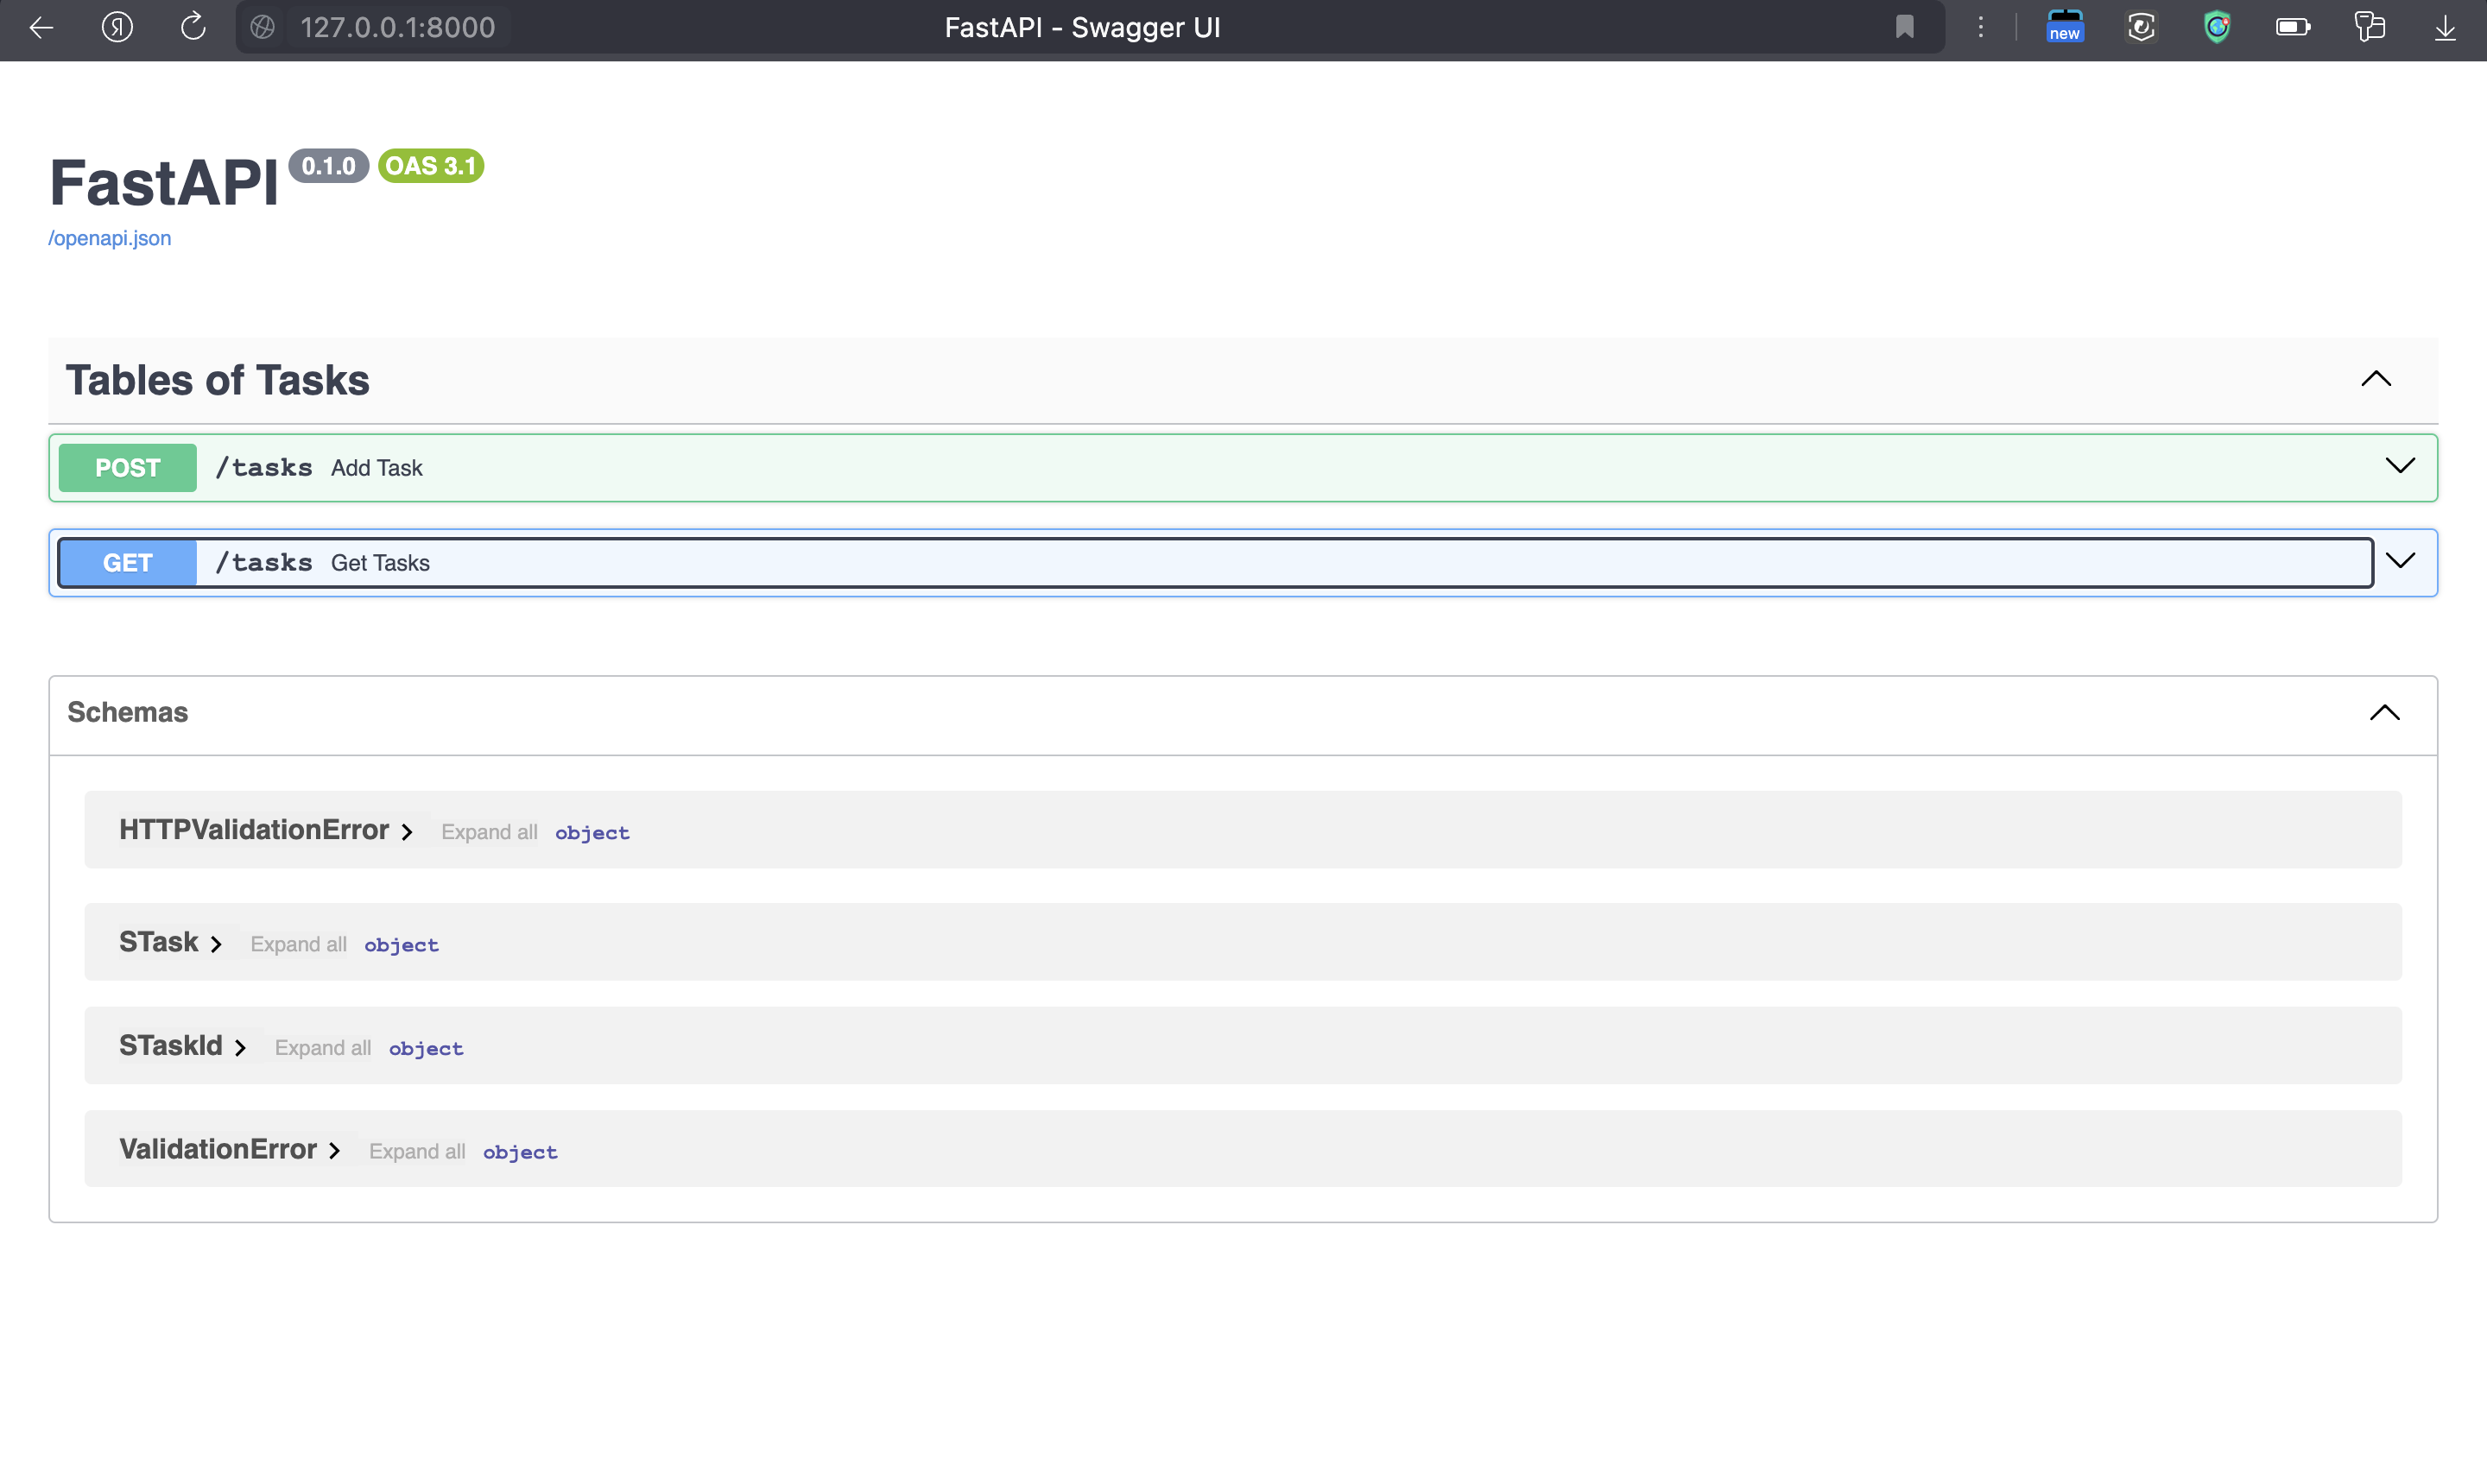 Я 127.0.0.1:8000 FastAPI - Swagger UI new
FastAPI 0.1.0 OAS 3.1
/openapi.json
Tables of Tasks
POST /tasks Add Task
GET /tasks Get Tasks
Schemas
HTTPValidationError Expand all object
STask Expand all object
STaskId Expand all object
ValidationError Expand all object